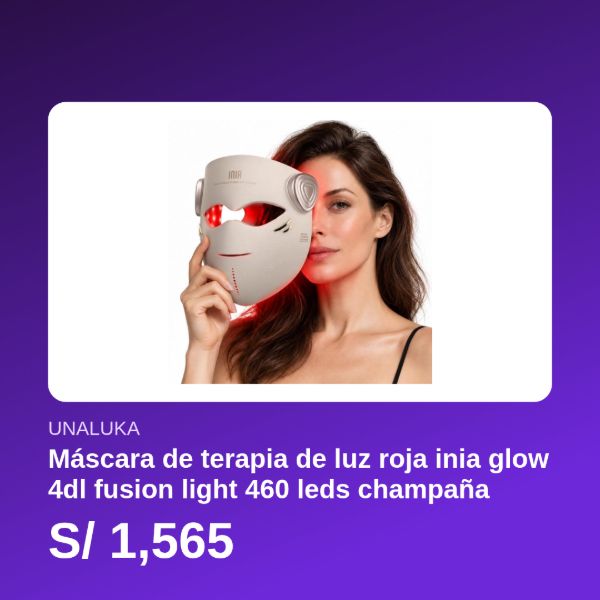 INIA
UNALUKA
Máscara de terapia de luz roja inia glow
4dl fusion light 460 leds champaña
S/ 1,565